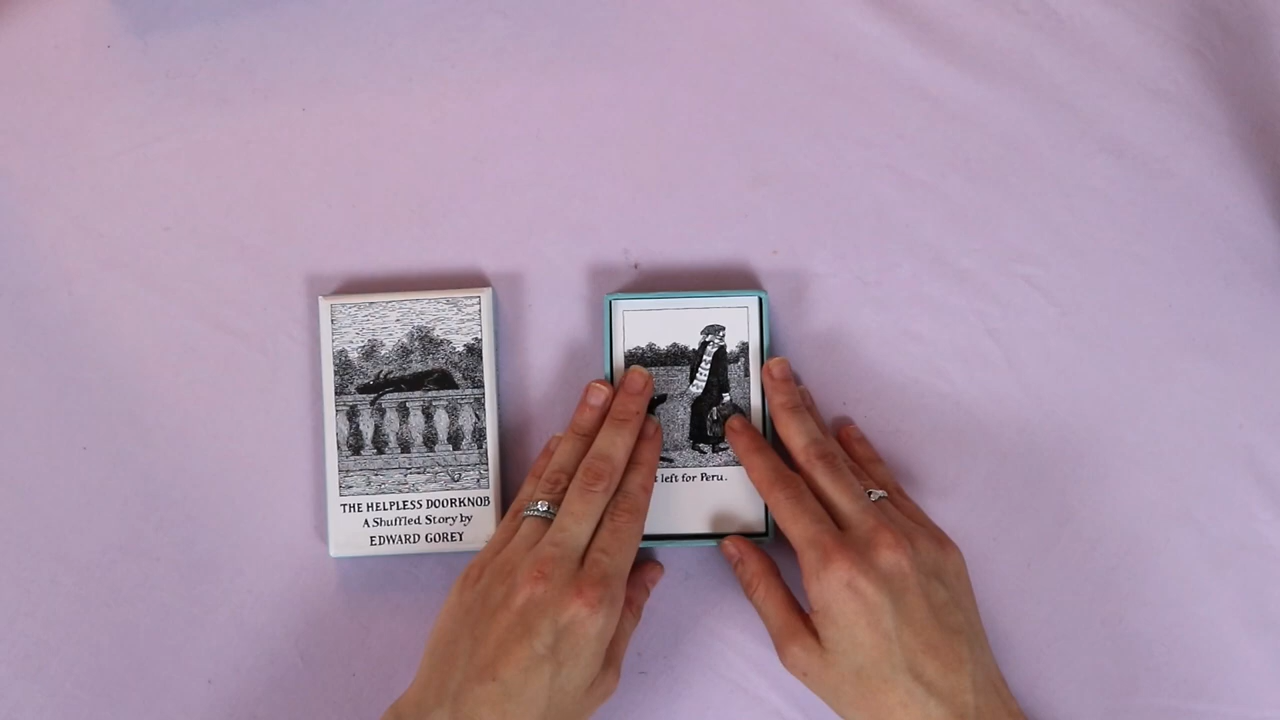 THE HELPLESS DOORKNOB
A Shuffled Story by
EDWARD GOREY
left for Peru.